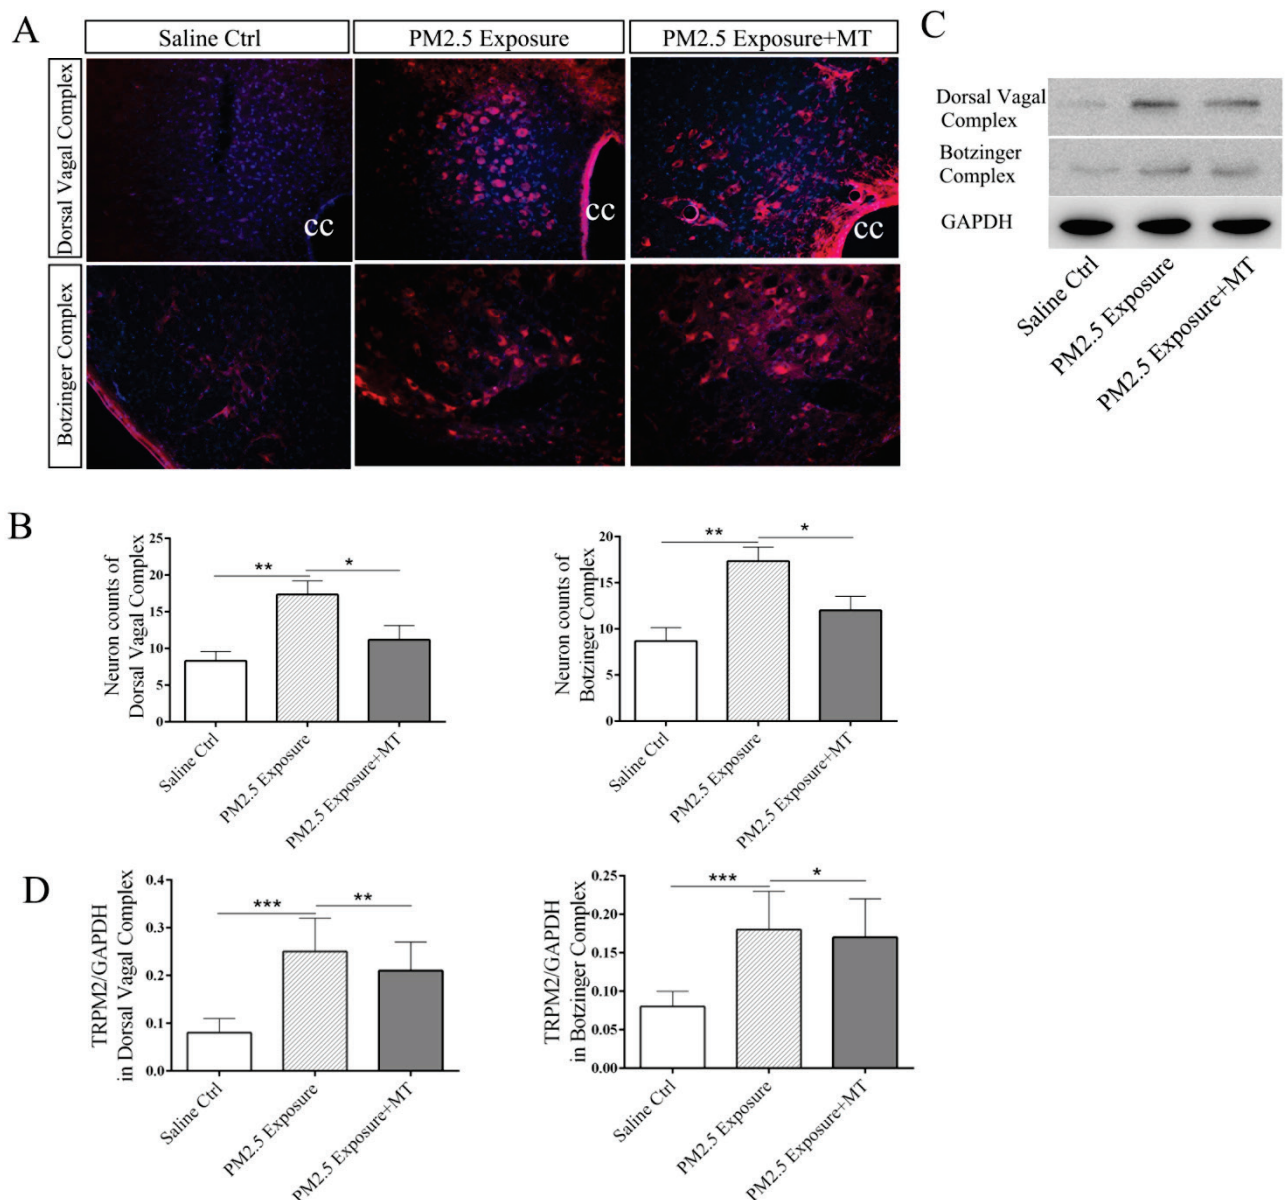 A
Saline Ctrl
PM2.5 Exposure
PM2.5 Exposure+MT
Dorsal Vagal Complex
cc
cc
cc
Botzinger Complex
C
Dorsal Vagal
Complex
Botzinger
Complex
GAPDH
Saline Ctrl
PM2.5 Exposure
PM2.5 Exposure+MT
B
Neuron counts of
Dorsal Vagal Complex
25
20
15
10
5
0
**
*
Saline Ctrl
PM2.5 Exposure
PM2.5 Exposure+MT
Neuron counts of
Botzinger Complex
20
15
10
5
0
**
*
Saline Ctrl
PM2.5 Exposure
PM2.5 Exposure+MT
D
TRPM2/GAPDH
in Dorsal Vagal Complex
0.4
0.3
0.2
0.1
0.0
***
**
Saline Ctrl
PM2.5 Exposure
PM2.5 Exposure+MT
TRPM2/GAPDH
in Botzinger Complex
0.25
0.20
0.15
0.10
0.05
0.00
***
*
Saline Ctrl
PM2.5 Exposure
PM2.5 Exposure+MT